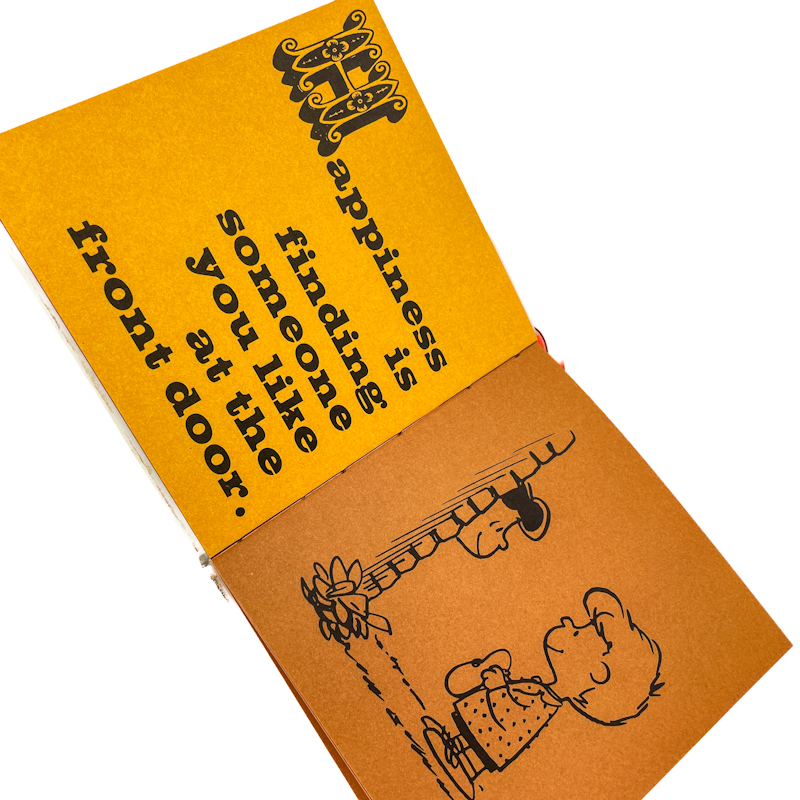 Happiness
is
finding
someone
you like
at the
front door.